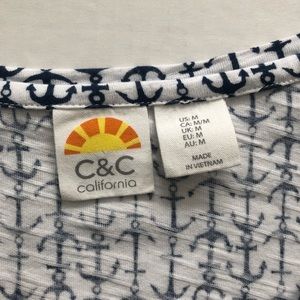 C&C
california
US: M
CA: M/M
UK: M
EU: M
AU: M
MADE
IN VIETNAM